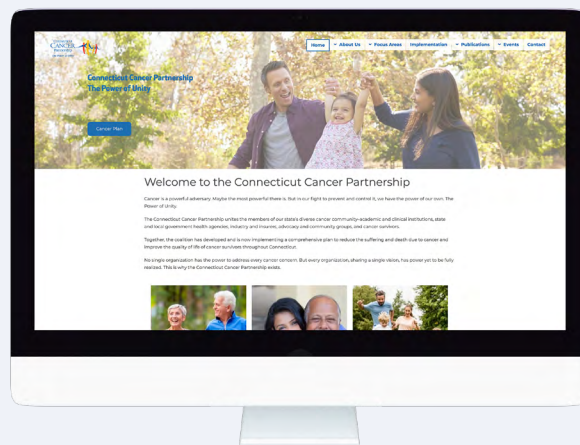 CONNECTICUT
CANCER
PARTNERSHIP
Home
About Us
Focus Areas
Implementation
Publications
Events
Contact
Connecticut Cancer Partnership
The Power of Unity
Cancer Plan
Welcome to the Connecticut Cancer Partnership
Cancer is a powerful adversary. Maybe the most powerful there is. But in our fight to prevent and control it, we have the power of our own. The
Power of Unity.
The Connecticut Cancer Partnership unites the members of our state's diverse cancer community–academic and clinical institutions, state
and local government health agencies, industry and insurers, advocacy and community groups, and cancer survivors.
Together, the coalition has developed and is now implementing a comprehensive plan to reduce the suffering and death due to cancer and
improve the quality of life of cancer survivors throughout Connecticut.
No single organization has the power to address every cancer concern. But every organization, sharing a single vision, has power yet to be fully
realized. This is why the Connecticut Cancer Partnership exists.